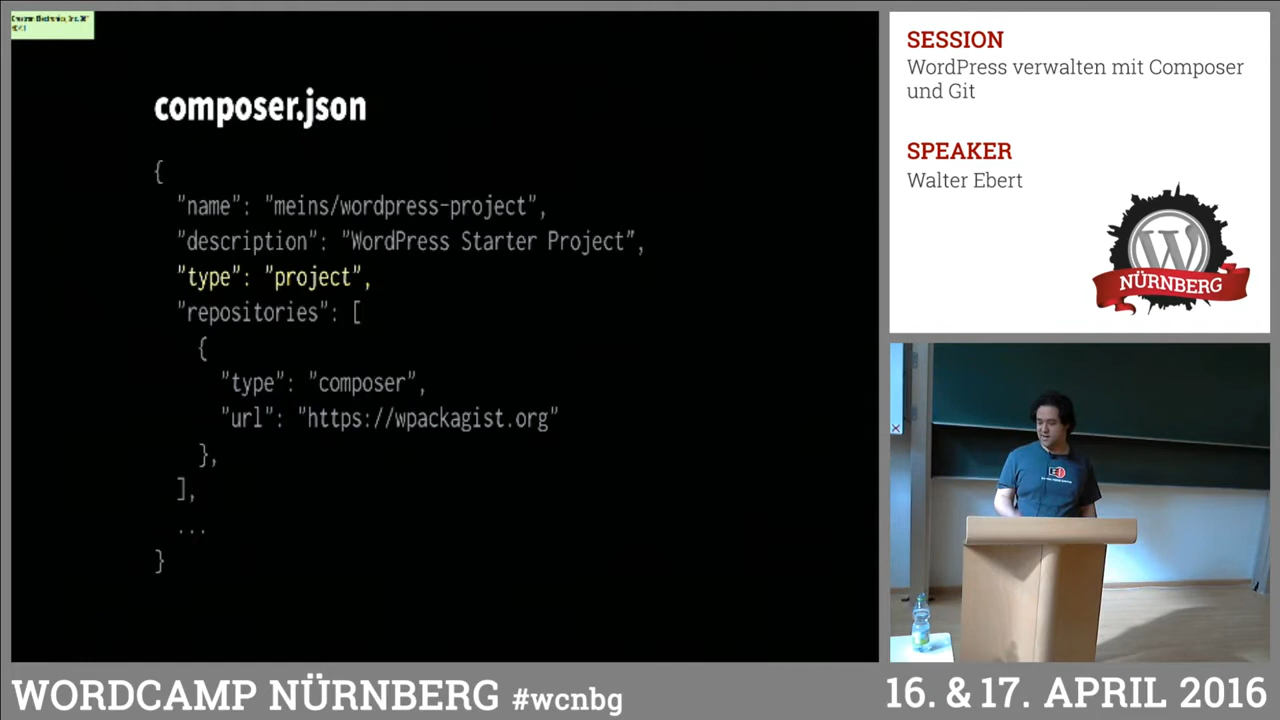 composer.json
{
"name": "meins/wordpress-project",
"description": "WordPress Starter Project",
"type": "project",
"repositories": [
{
"type": "composer",
"url": "https://wpackagist.org"
},
],
...
}
SESSION
WordPress verwalten mit Composer
und Git
SPEAKER
Walter Ebert
W
NÜRNBERG
WORDCAMP NÜRNBERG #wcnbg
16. & 17. APRIL 2016